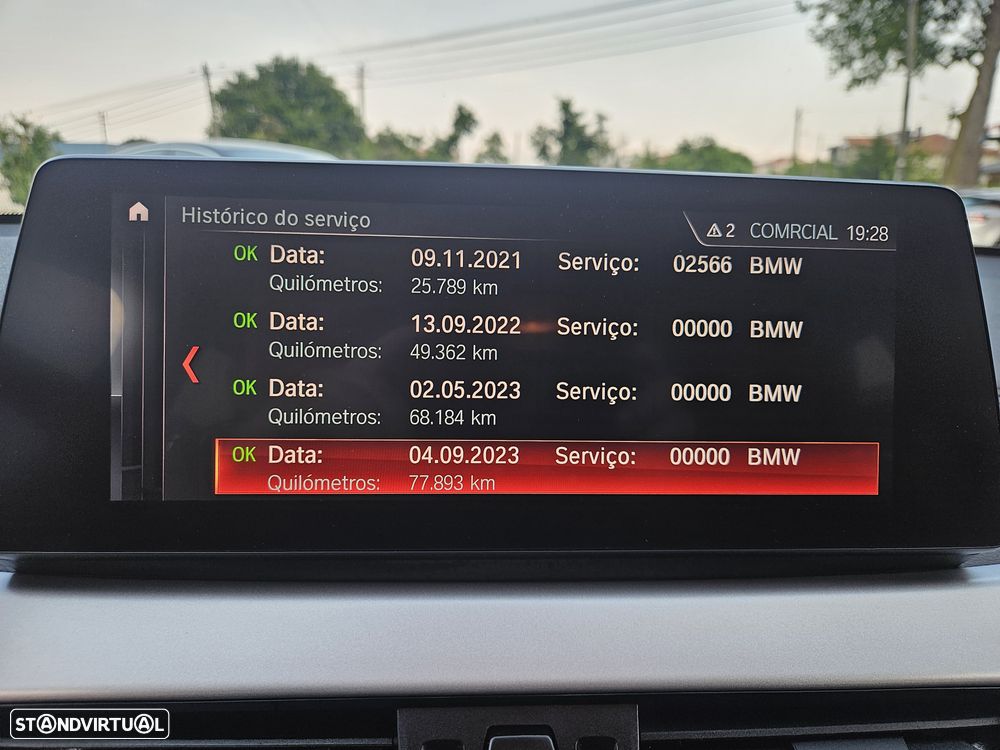 Histórico do serviço
2 COMRCIAL 19:28
OK Data: 09.11.2021 Serviço: 02566 BMW
Quilómetros: 25.789 km
OK Data: 13.09.2022 Serviço: 00000 BMW
Quilómetros: 49.362 km
OK Data: 02.05.2023 Serviço: 00000 BMW
Quilómetros: 68.184 km
OK Data: 04.09.2023 Serviço: 00000 BMW
Quilómetros: 77.893 km
STANDVIRTUAL